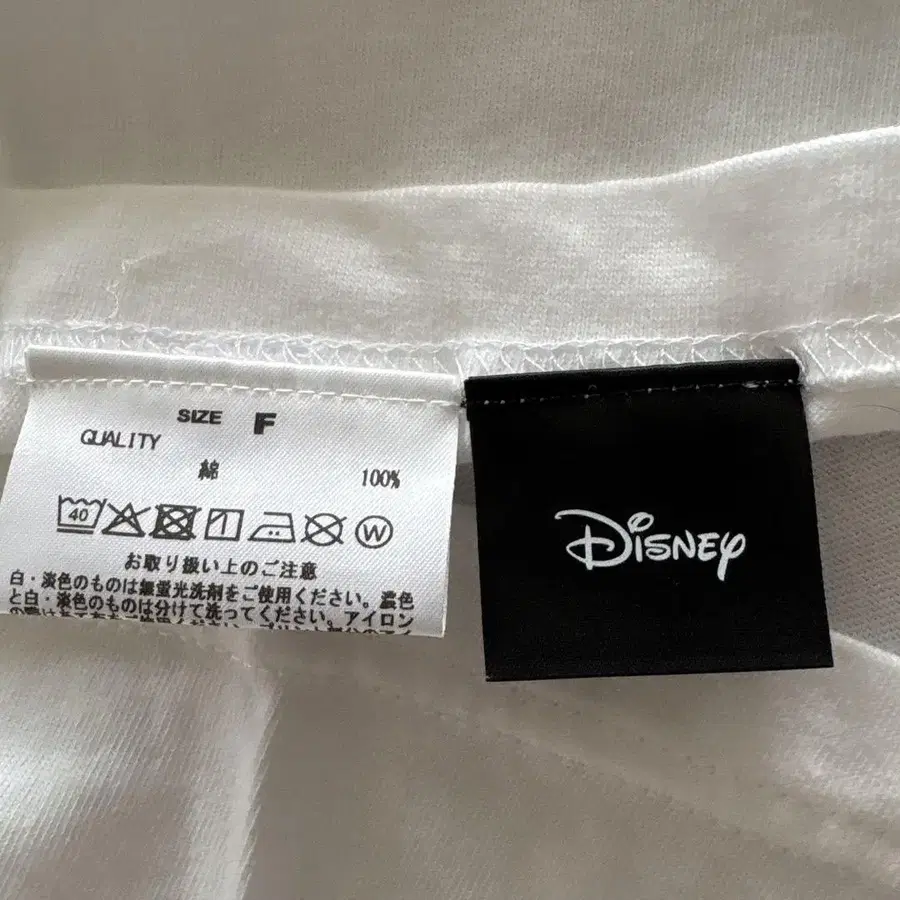 SIZE F
QUALITY
綿 100%
40 W
お取り扱い上のご注意
白・淡色のものは無蛍光洗剤をご使用ください。濃色
と白・淡色のものは分けて洗ってください。アイロン
Disney